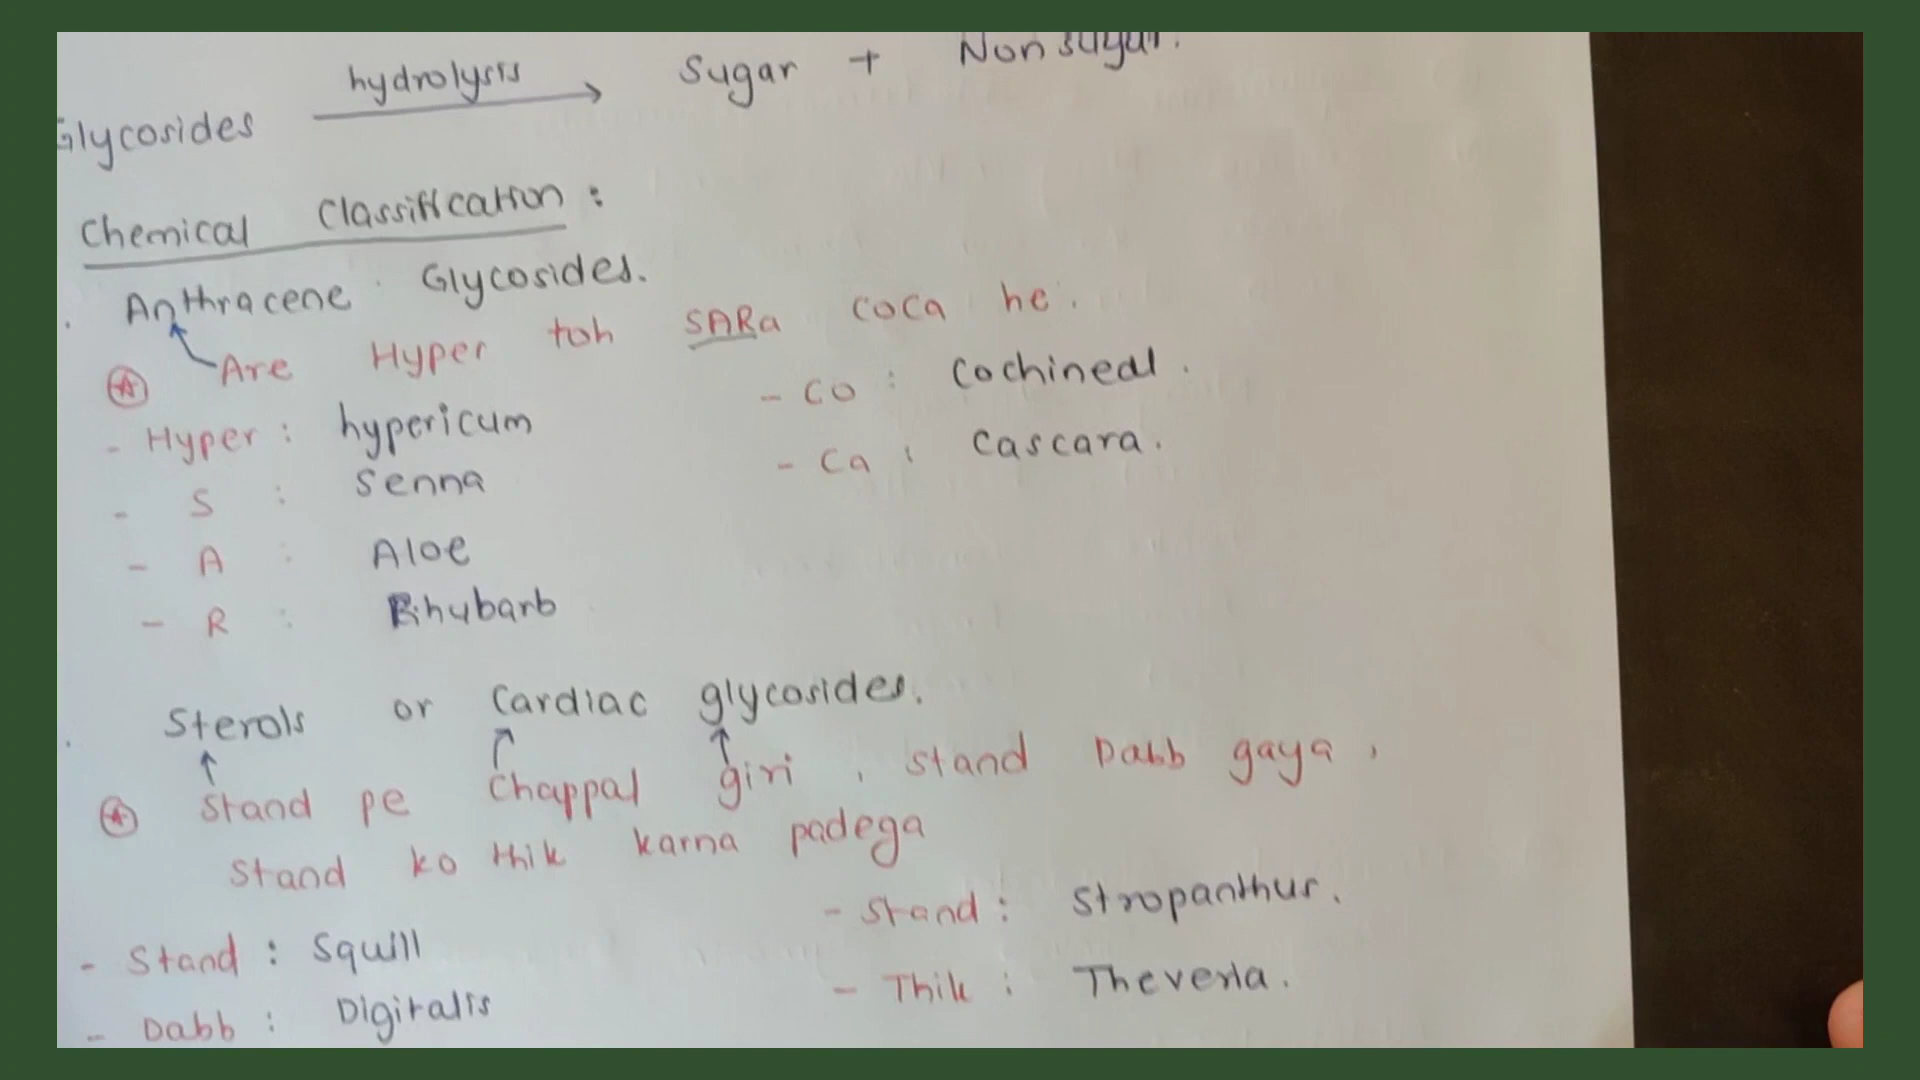 hydrolysis
Glycosides → Sugar + Non sugar.
Chemical Classification :
Anthracene Glycosides.
Are Hyper toh SARa coca he.
- Hyper : hypericum
- S : Senna
- A : Aloe
- R : Rhubarb
- CO : Cochineal.
- Ca : Cascara.
Sterols or Cardiac glycosides.
Stand pe Chappal giri , stand Dabb gaya ,
Stand ko thik karna padega
- Stand : Squill
- Dabb : Digitalis
- Stand : Stropanthus.
- Thik : Thevetia.